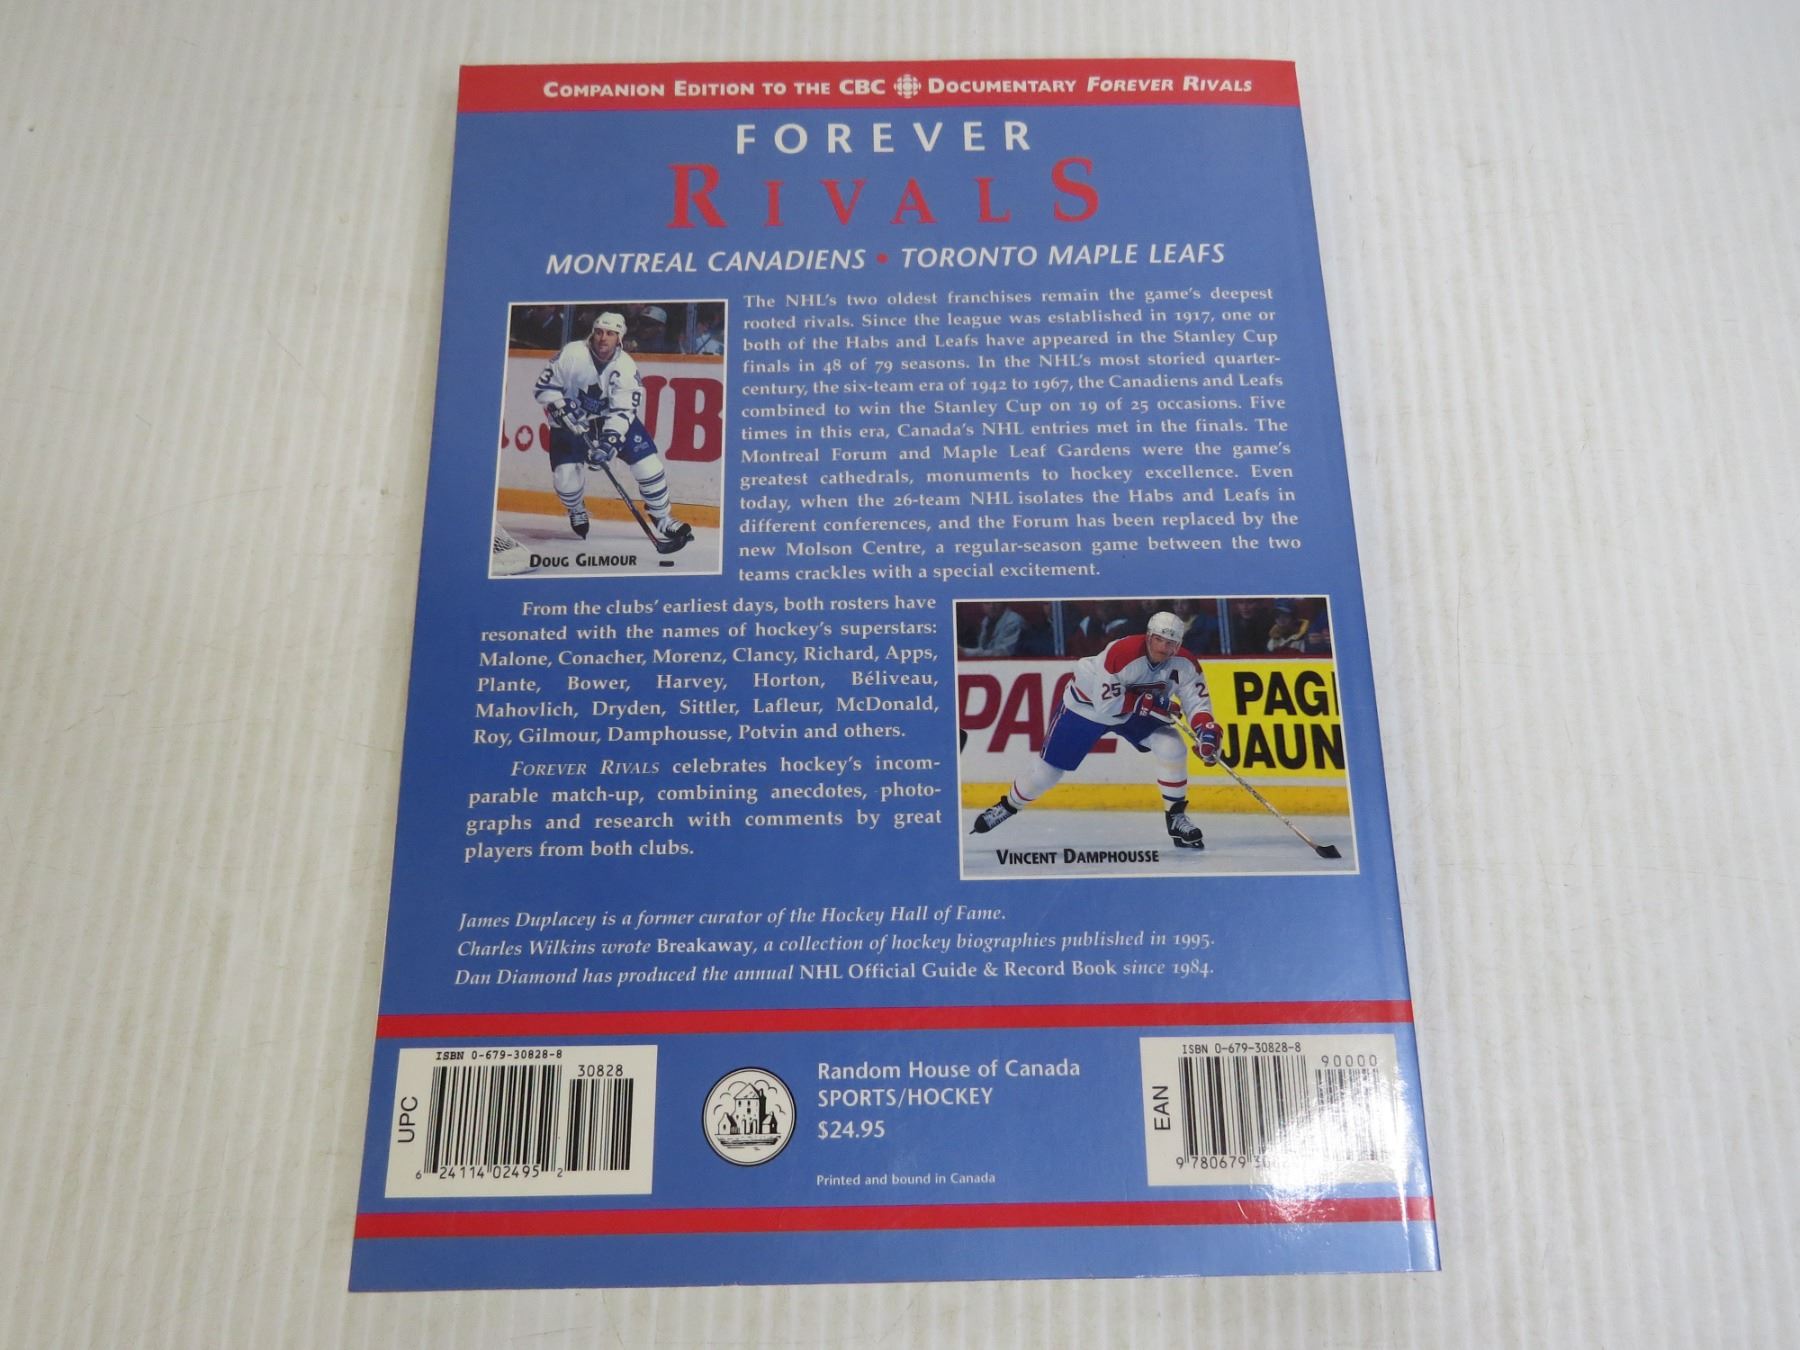 COMPANION EDITION TO THE CBC DOCUMENTARY FOREVER RIVALS
FOREVER
RIVALS
MONTREAL CANADIENS • TORONTO MAPLE LEAFS
The NHL's two oldest franchises remain the game's deepest
rooted rivals. Since the league was established in 1917, one or
both of the Habs and Leafs have appeared in the Stanley Cup
finals in 48 of 79 seasons. In the NHL's most storied quarter-
century, the six-team era of 1942 to 1967, the Canadiens and Leafs
combined to win the Stanley Cup on 19 of 25 occasions. Five
times in this era, Canada's NHL entries met in the finals. The
Montreal Forum and Maple Leaf Gardens were the game's
greatest cathedrals, monuments to hockey excellence. Even
today, when the 26-team NHL isolates the Habs and Leafs in
different conferences, and the Forum has been replaced by the
new Molson Centre, a regular-season game between the two
teams crackles with a special excitement.
DOUG GILMOUR
From the clubs' earliest days, both rosters have
resonated with the names of hockey's superstars:
Malone, Conacher, Morenz, Clancy, Richard, Apps,
Plante, Bower, Harvey, Horton, Béliveau,
Mahovlich, Dryden, Sittler, Lafleur, McDonald,
Roy, Gilmour, Damphousse, Potvin and others.
FOREVER RIVALS celebrates hockey's incom-
parable match-up, combining anecdotes, photo-
graphs and research with comments by great
players from both clubs.
PA
25
A
2
PAGI
JAUN
VINCENT DAMPHOUSSE
James Duplacey is a former curator of the Hockey Hall of Fame.
Charles Wilkins wrote Breakaway, a collection of hockey biographies published in 1995.
Dan Diamond has produced the annual NHL Official Guide & Record Book since 1984.
ISBN 0-679-30828-8
30828
UPC
6 24114 02495 2
Random House of Canada
SPORTS/HOCKEY
$24.95
Printed and bound in Canada
ISBN 0-679-30828-8
90000
EAN
9 780679